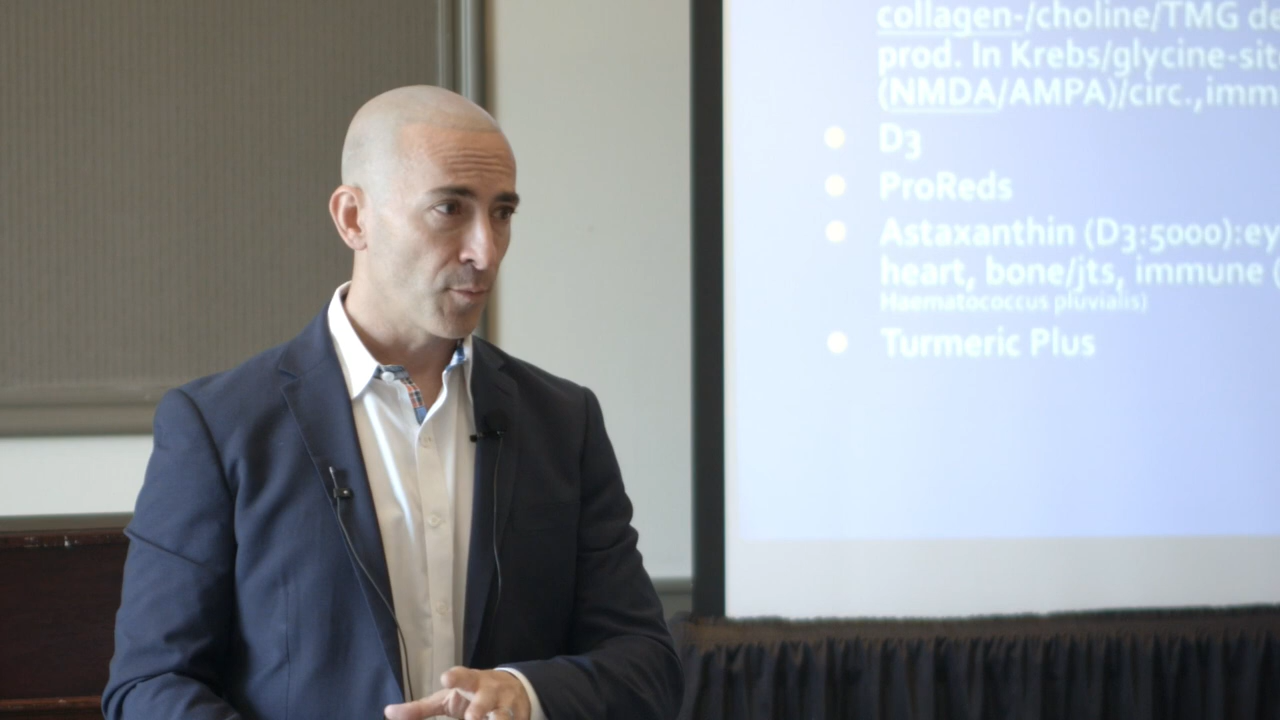 collagen-/choline/TMG de
prod. In Krebs/glycine-sit
(NMDA/AMPA)/circ.,imm
D3
ProReds
Astaxanthin (D3:5000):ey
heart, bone/jts, immune (
Haematococcus pluvialis)
Turmeric Plus